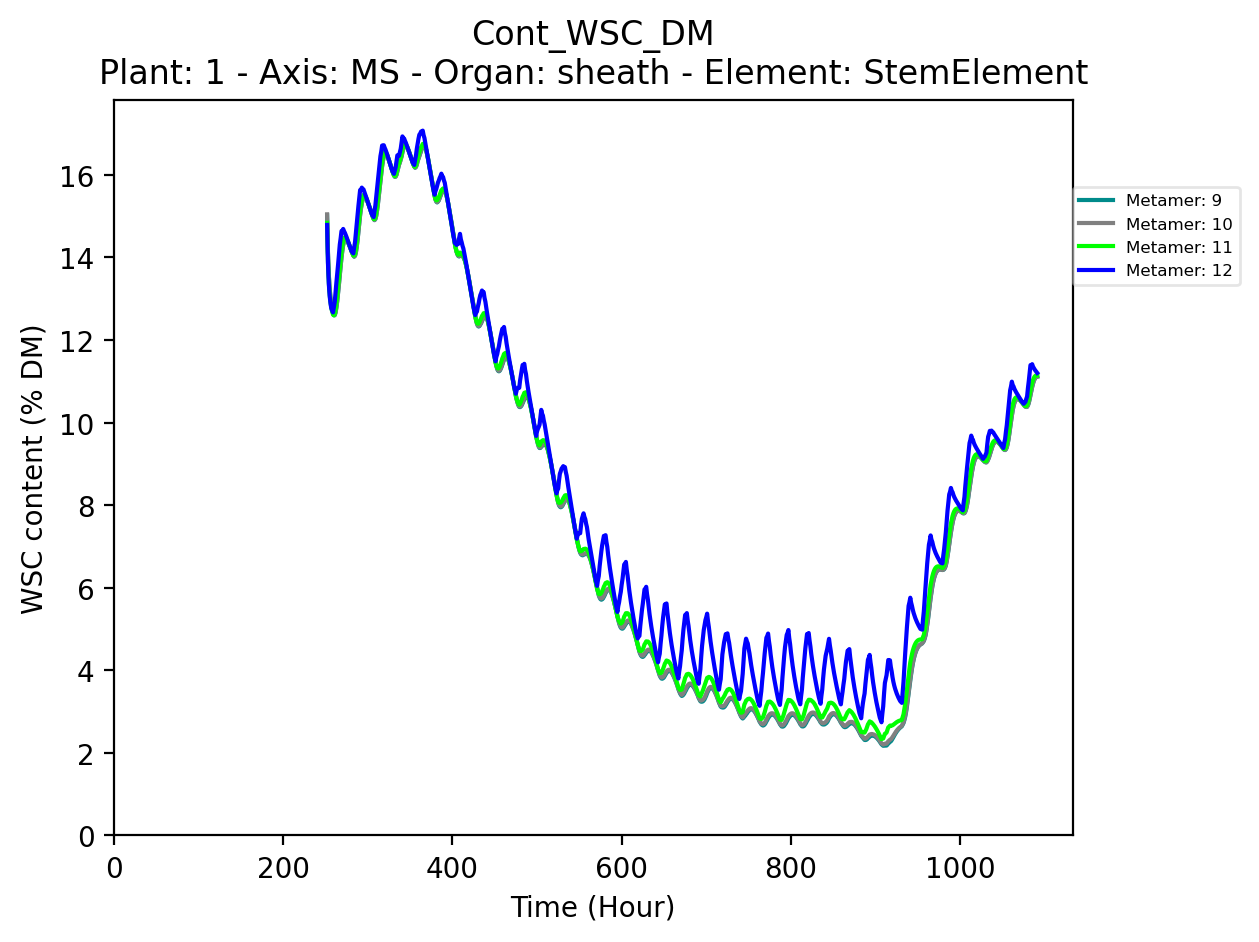 Cont_WSC_DM
Plant: 1 - Axis: MS - Organ: sheath - Element: StemElement
WSC content (% DM)
16
14
12
10
8
6
4
2
0
0 200 400 600 800 1000
Time (Hour)
Metamer: 9
Metamer: 10
Metamer: 11
Metamer: 12